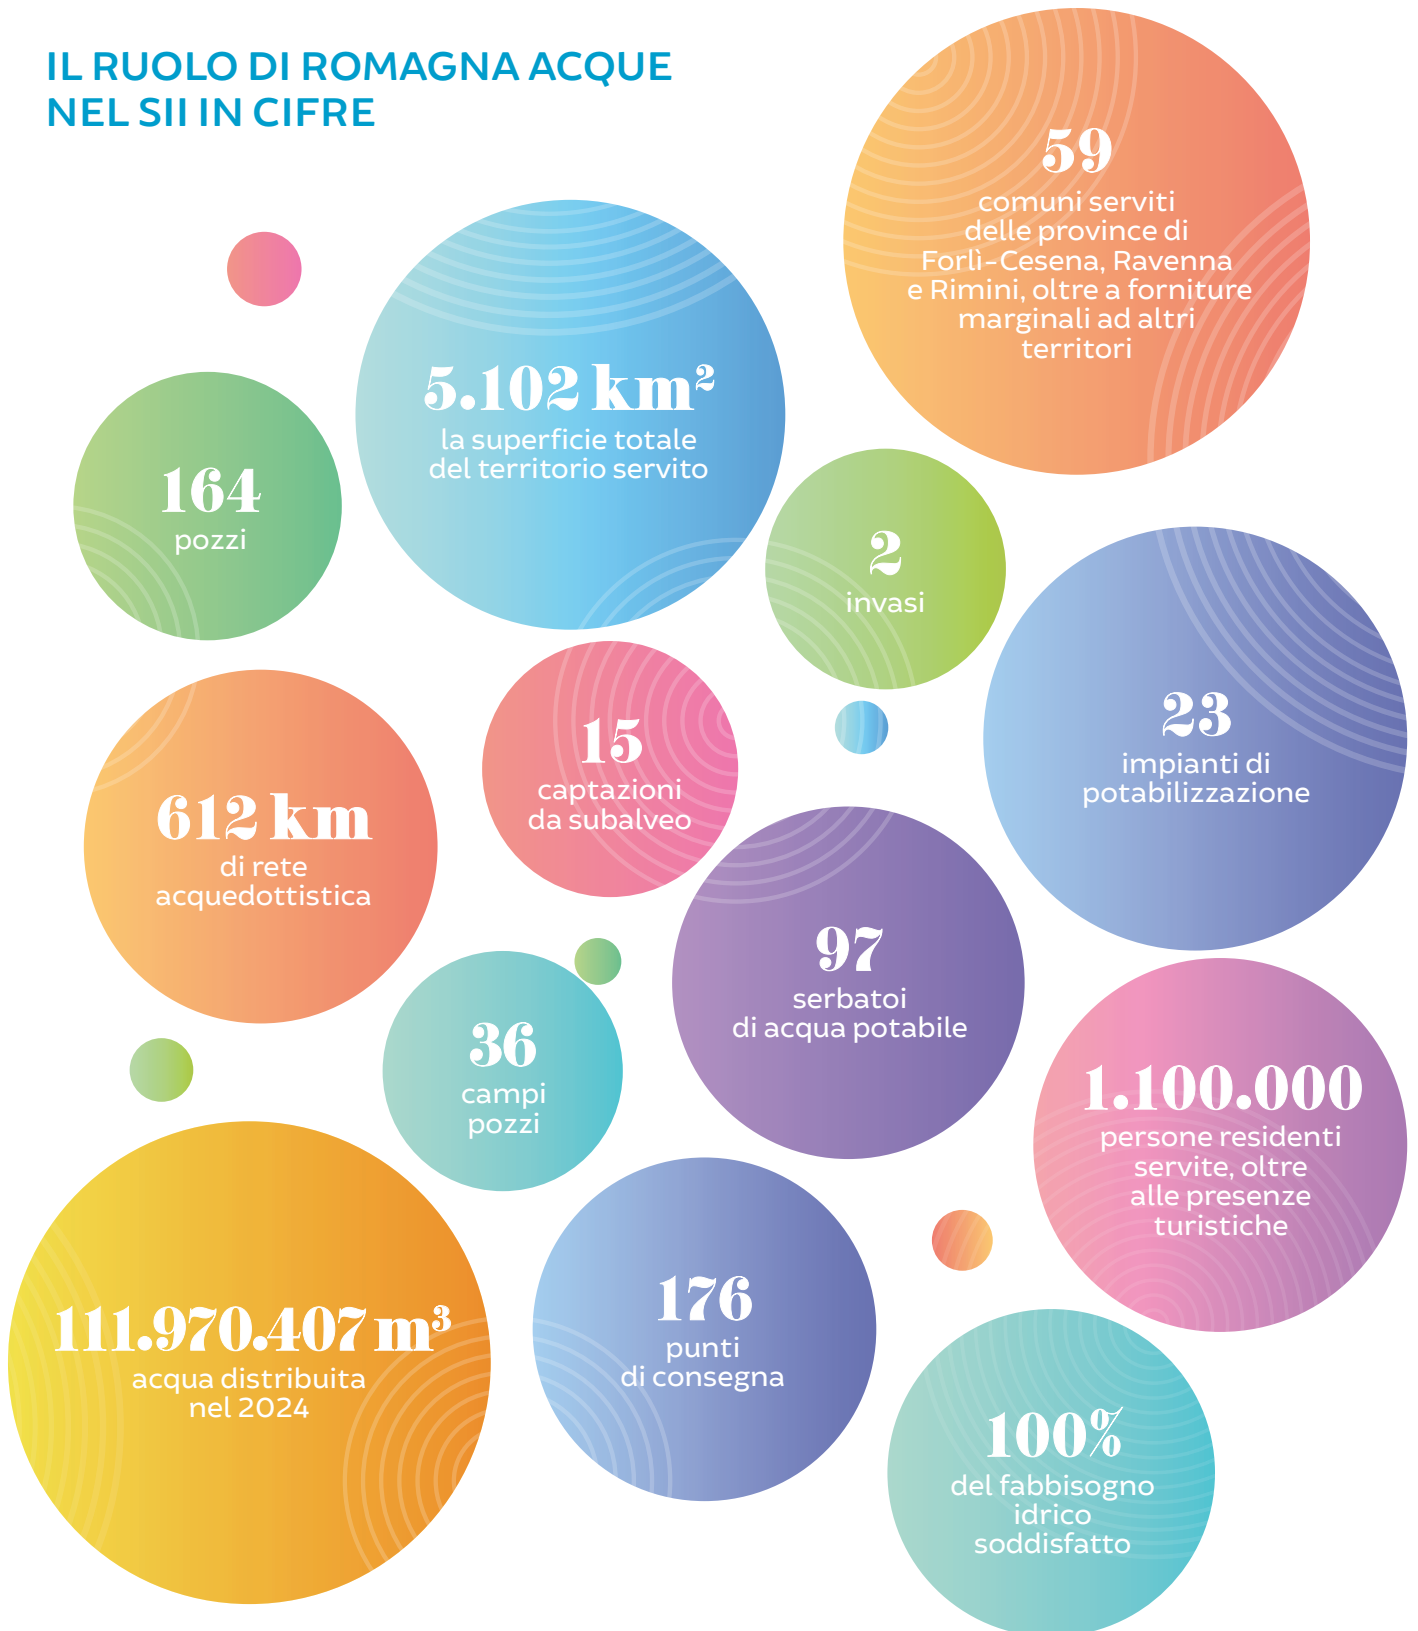 IL RUOLO DI ROMAGNA ACQUE
NEL SII IN CIFRE
59
comuni serviti
delle province di
Forlì-Cesena, Ravenna
e Rimini, oltre a forniture
marginali ad altri
territori
5.102 km²
la superficie totale
del territorio servito
164
pozzi
2
invasi
23
impianti di
potabilizzazione
15
captazioni
da subalveo
612 km
di rete
acquedottistica
97
serbatoi
di acqua potabile
36
campi
pozzi
1.100.000
persone residenti
servite, oltre
alle presenze
turistiche
111.970.407 m³
acqua distribuita
nel 2024
176
punti
di consegna
100%
del fabbisogno
idrico
soddisfatto